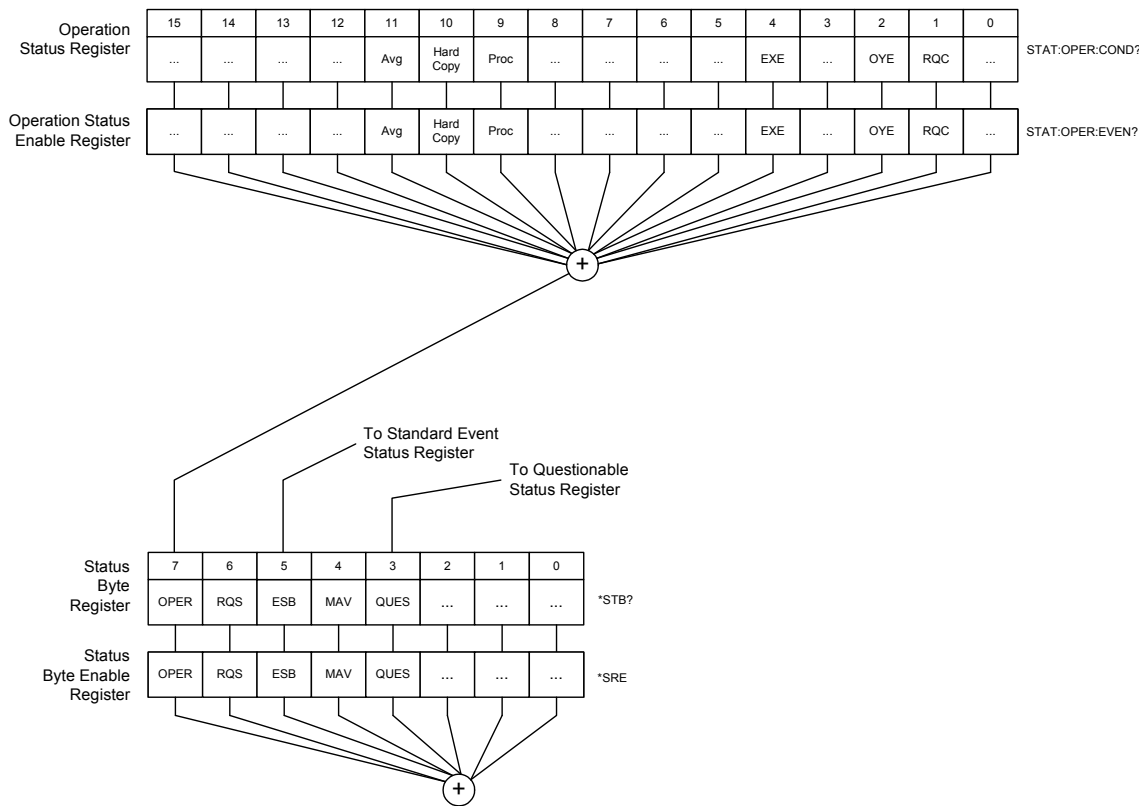 Operation
Status Register
15 14 13 12 11 10 9 8 7 6 5 4 3 2 1 0
... ... ... ... Avg Hard Copy Proc ... ... ... ... EXE ... OYE RQC ...
STAT:OPER:COND?
Operation Status
Enable Register
... ... ... ... Avg Hard Copy Proc ... ... ... ... EXE ... OYE RQC ...
STAT:OPER:EVEN?
+
To Standard Event
Status Register
To Questionable
Status Register
Status
Byte
Register
7 6 5 4 3 2 1 0
OPER RQS ESB MAV QUES ... ... ...
*STB?
Status
Byte Enable
Register
OPER RQS ESB MAV QUES ... ... ...
*SRE
+